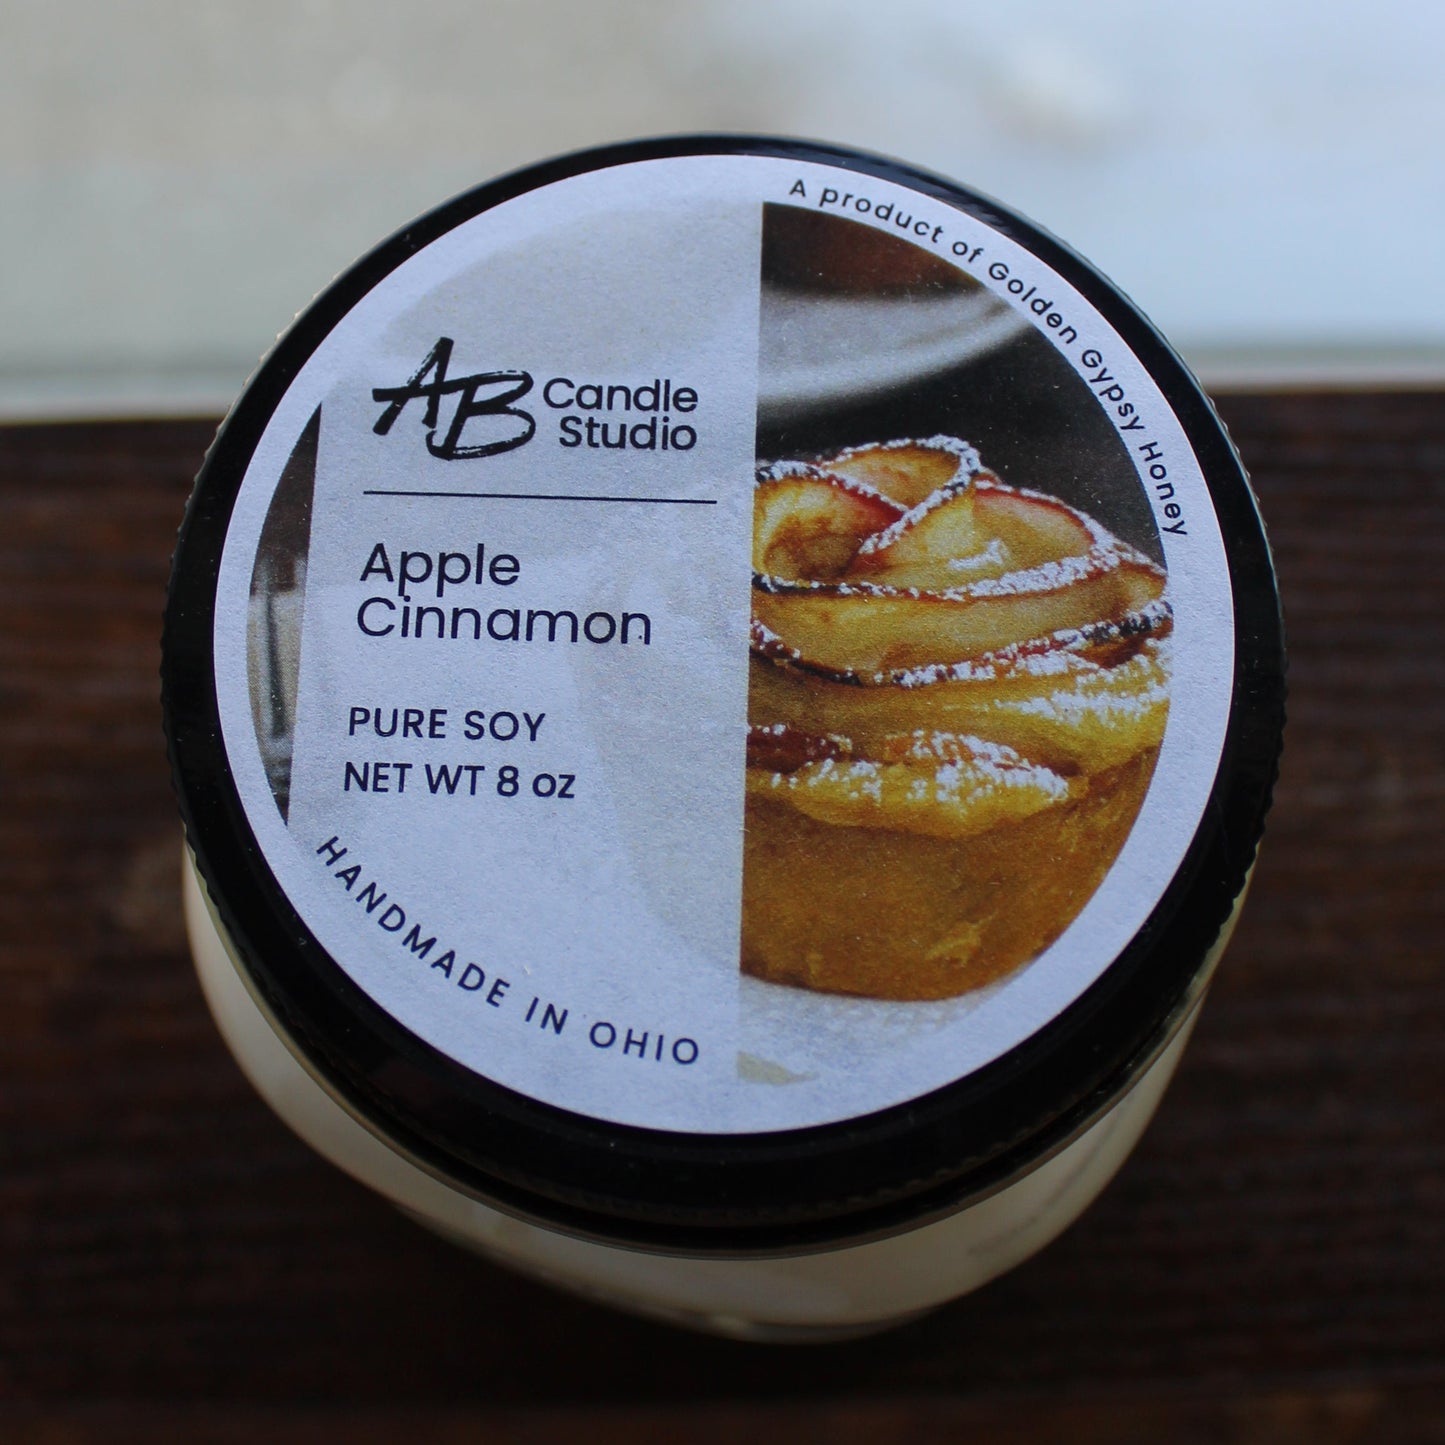 A product of Golden Gypsy Honey
AB Candle
Studio
Apple
Cinnamon
PURE SOY
NET WT 8 oz
HANDMADE IN OHIO